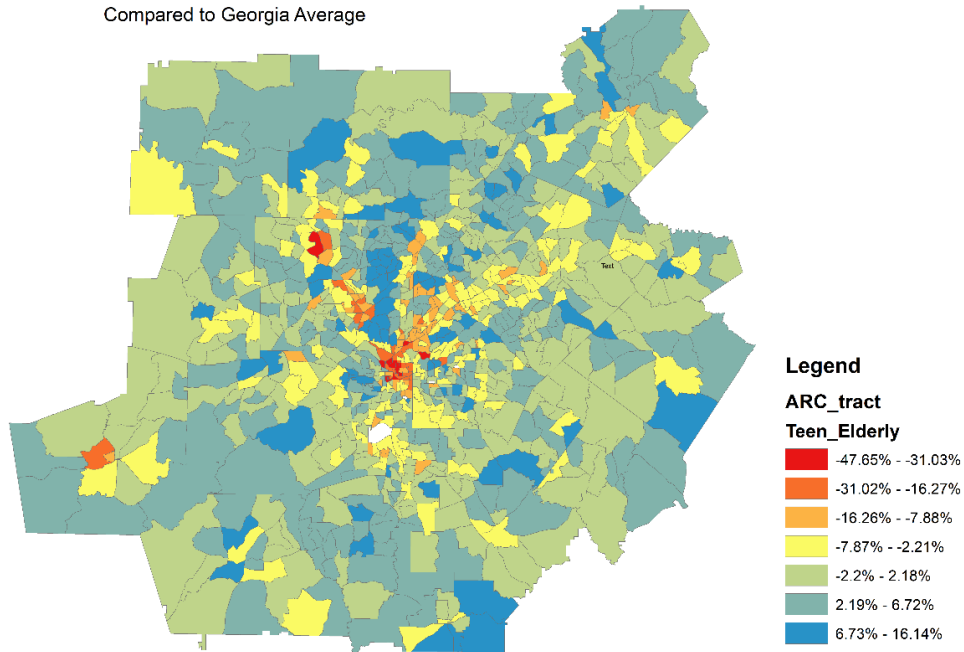 Compared to Georgia Average
Text
Legend
ARC_tract
Teen_Elderly
-47.65% - -31.03%
-31.02% - -16.27%
-16.26% - -7.88%
-7.87% - -2.21%
-2.2% - 2.18%
2.19% - 6.72%
6.73% - 16.14%